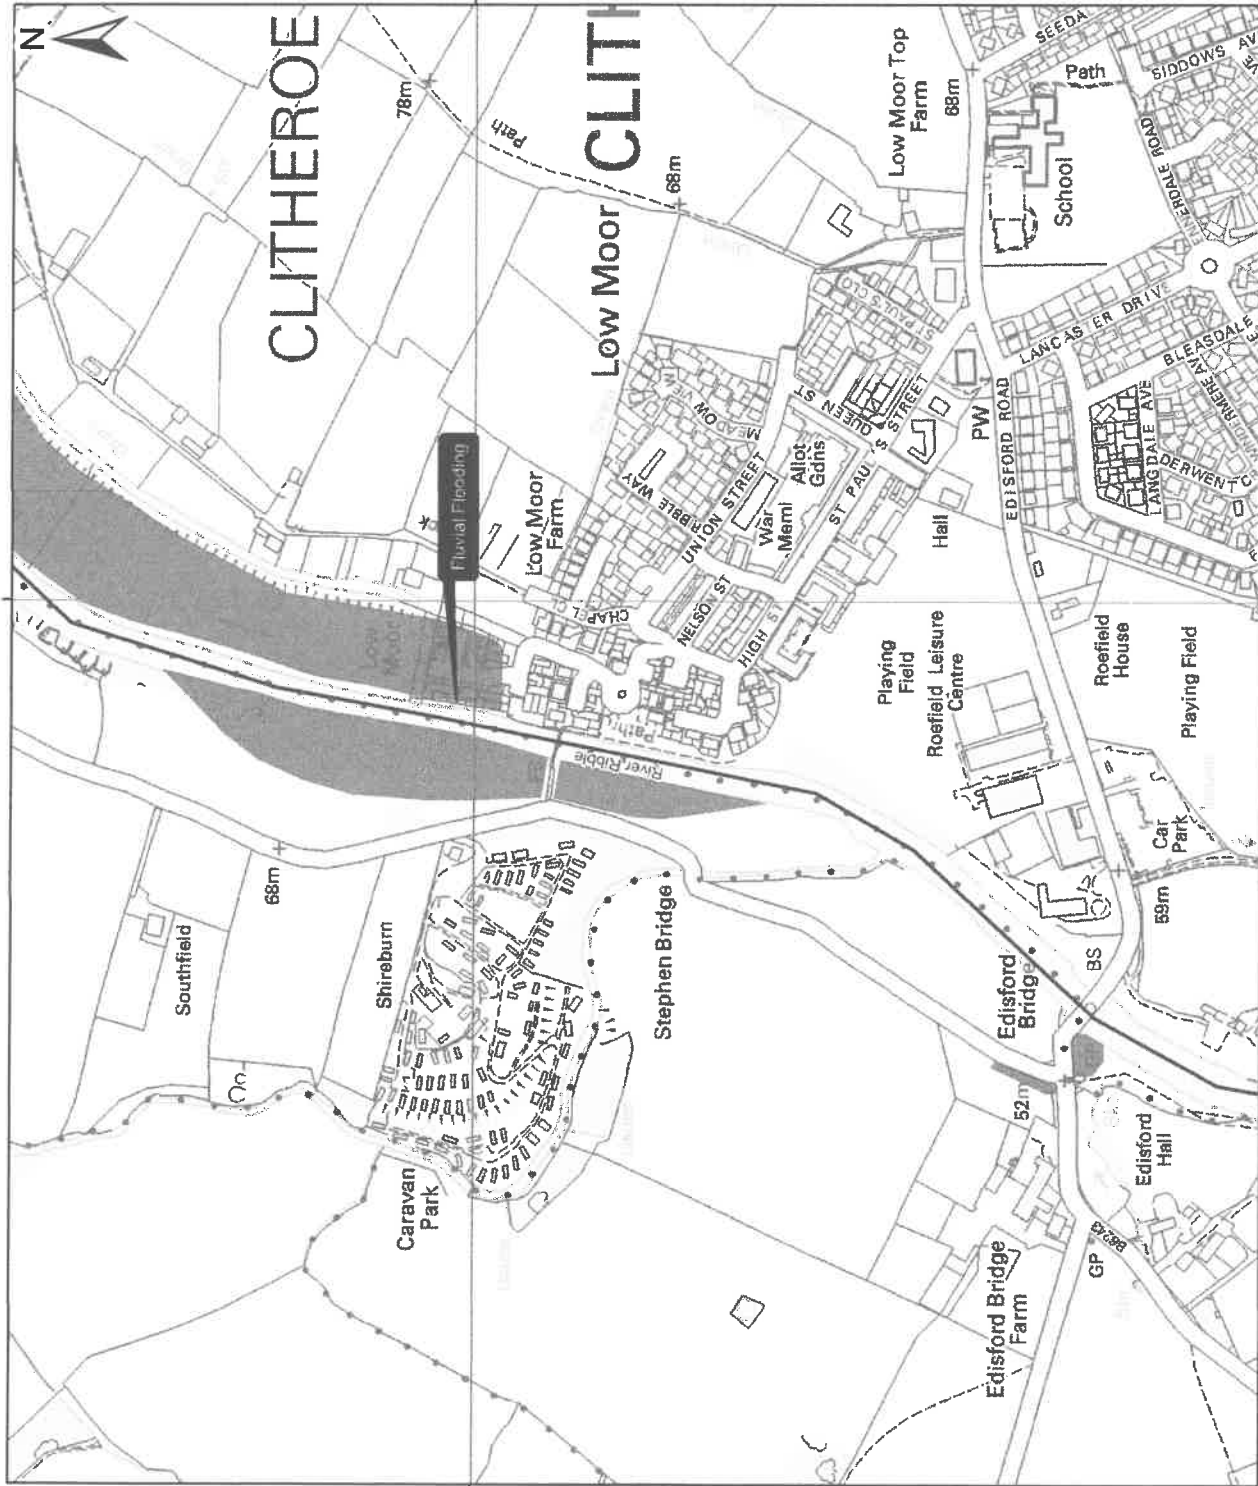 N
CLITHEROE
CLITH
78m
Path
68m
Low Moor
Low Moor Top
Farm
68m
School
Path
SEEDA
SIDDOWS AV
ENNERDALE ROAD
LANCAS ER DRIVE
BLEASDALE
LANGDALE AVE
DERWENT C
EDISFORD ROAD
PW
ST PAUL'S CLO
QUEEN ST
ST PAU 'S STREET
Allot
Gdns
UNION STREET
War
Meml
MEADOW VIEW
RIBBLE WAY
Low Moor
Farm
Fluvial Flooding
CHAPEL
NELSON ST
HIGH ST
Hall
Path
River Ribble
Playing
Field
Roefield Leisure
Centre
Roefield
House
Playing Field
Car
Park
59m
BS
Edisford
Bridge
Stephen Bridge
68m
Southfield
Shireburn
Caravan
Park
52m
Edisford
Hall
B6243
GP
Edisford Bridge
Farm